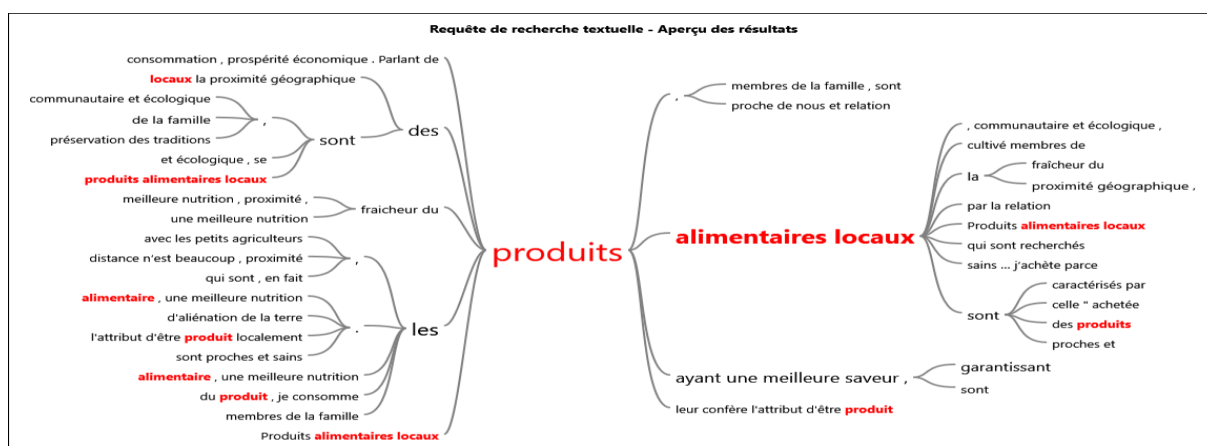 Requête de recherche textuelle - Aperçu des résultats
consommation , prospérité économique . Parlant de
locaux la proximité géographique
communautaire et écologique
de la famille
préservation des traditions
,
et écologique , se
produits alimentaires locaux
sont
des
meilleure nutrition , proximité ,
une meilleure nutrition
fraicheur du
avec les petits agriculteurs
distance n'est beaucoup , proximité
qui sont , en fait
,
alimentaire , une meilleure nutrition
d'aliénation de la terre
l'attribut d'être produit localement
sont proches et sains
.
les
alimentaire , une meilleure nutrition
du produit , je consomme
membres de la famille
Produits alimentaires locaux
produits
.
membres de la famille , sont
proche de nous et relation
alimentaires locaux
, communautaire et écologique ,
cultivé membres de
la
fraîcheur du
proximité géographique ,
par la relation
Produits alimentaires locaux
qui sont recherchés
sains ... j'achète parce
sont
caractérisés par
celle " achetée
des produits
proches et
ayant une meilleure saveur ,
garantissant
sont
leur confère l'attribut d'être produit